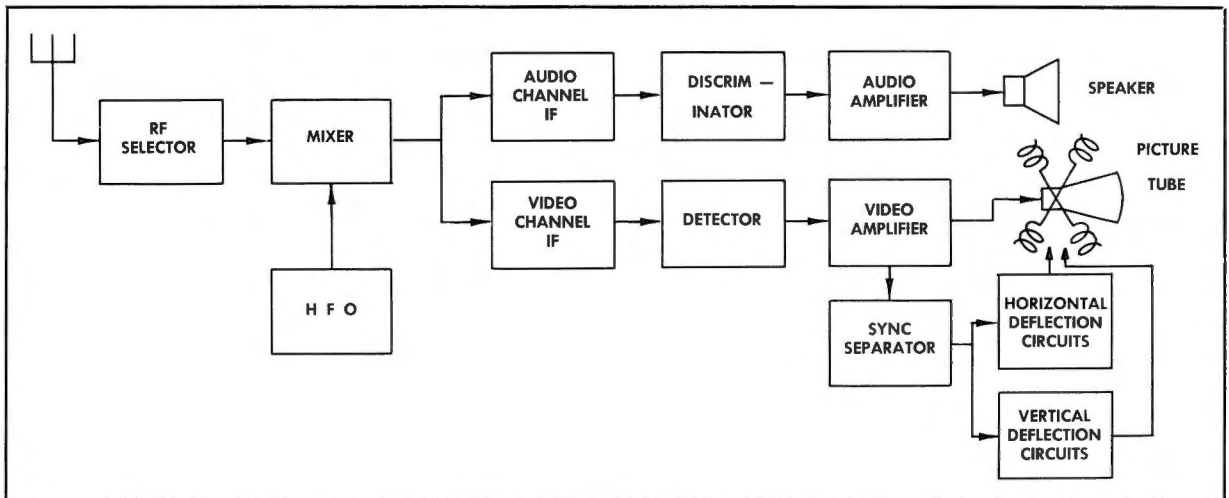 RF
SELECTOR
MIXER
H F O
AUDIO
CHANNEL
IF
DISCRIM —
INATOR
AUDIO
AMPLIFIER
SPEAKER
VIDEO
CHANNEL
IF
DETECTOR
VIDEO
AMPLIFIER
PICTURE
TUBE
SYNC
SEPARATOR
HORIZONTAL
DEFLECTION
CIRCUITS
VERTICAL
DEFLECTION
CIRCUITS